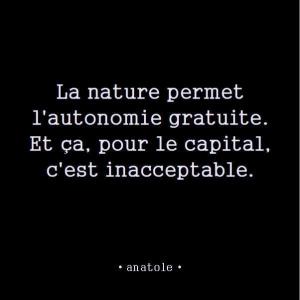 La nature permet
l'autonomie gratuite.
Et ça, pour le capital,
c'est inacceptable.
• anatole •